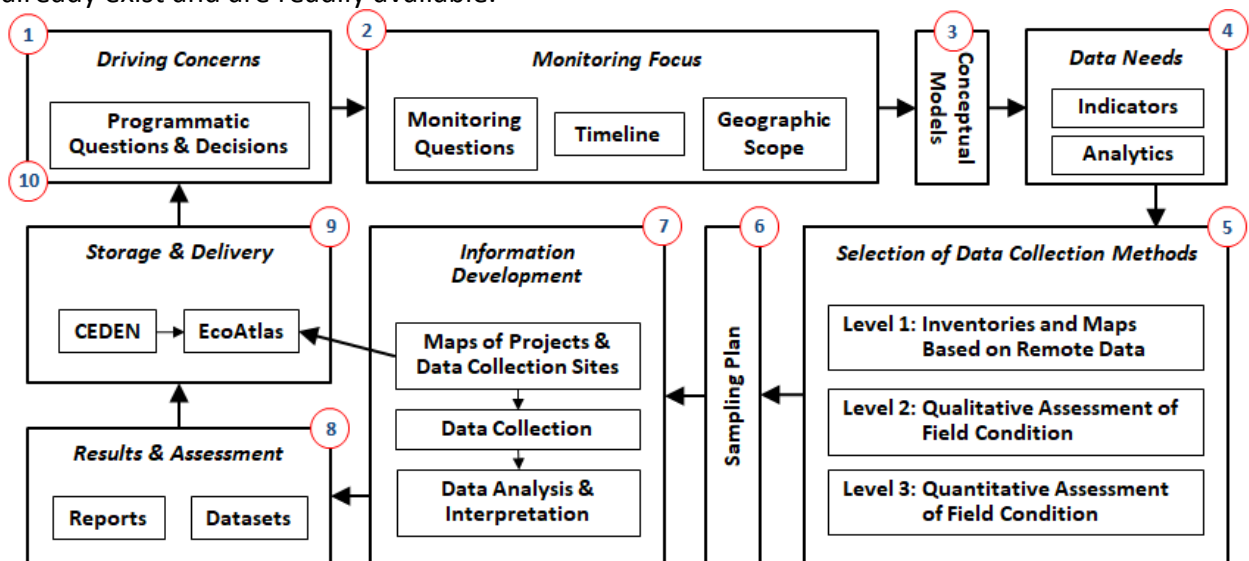 already exist and are readily available.
1
Driving Concerns
Programmatic
Questions & Decisions
10
2
Monitoring Focus
Monitoring
Questions
Timeline
Geographic
Scope
3
Conceptual
Models
4
Data Needs
Indicators
Analytics
5
Selection of Data Collection Methods
Level 1: Inventories and Maps
Based on Remote Data
Level 2: Qualitative Assessment of
Field Condition
Level 3: Quantitative Assessment
of Field Condition
6
Sampling Plan
7
Information
Development
Maps of Projects &
Data Collection Sites
Data Collection
Data Analysis &
Interpretation
8
Results & Assessment
Reports
Datasets
9
Storage & Delivery
CEDEN
EcoAtlas